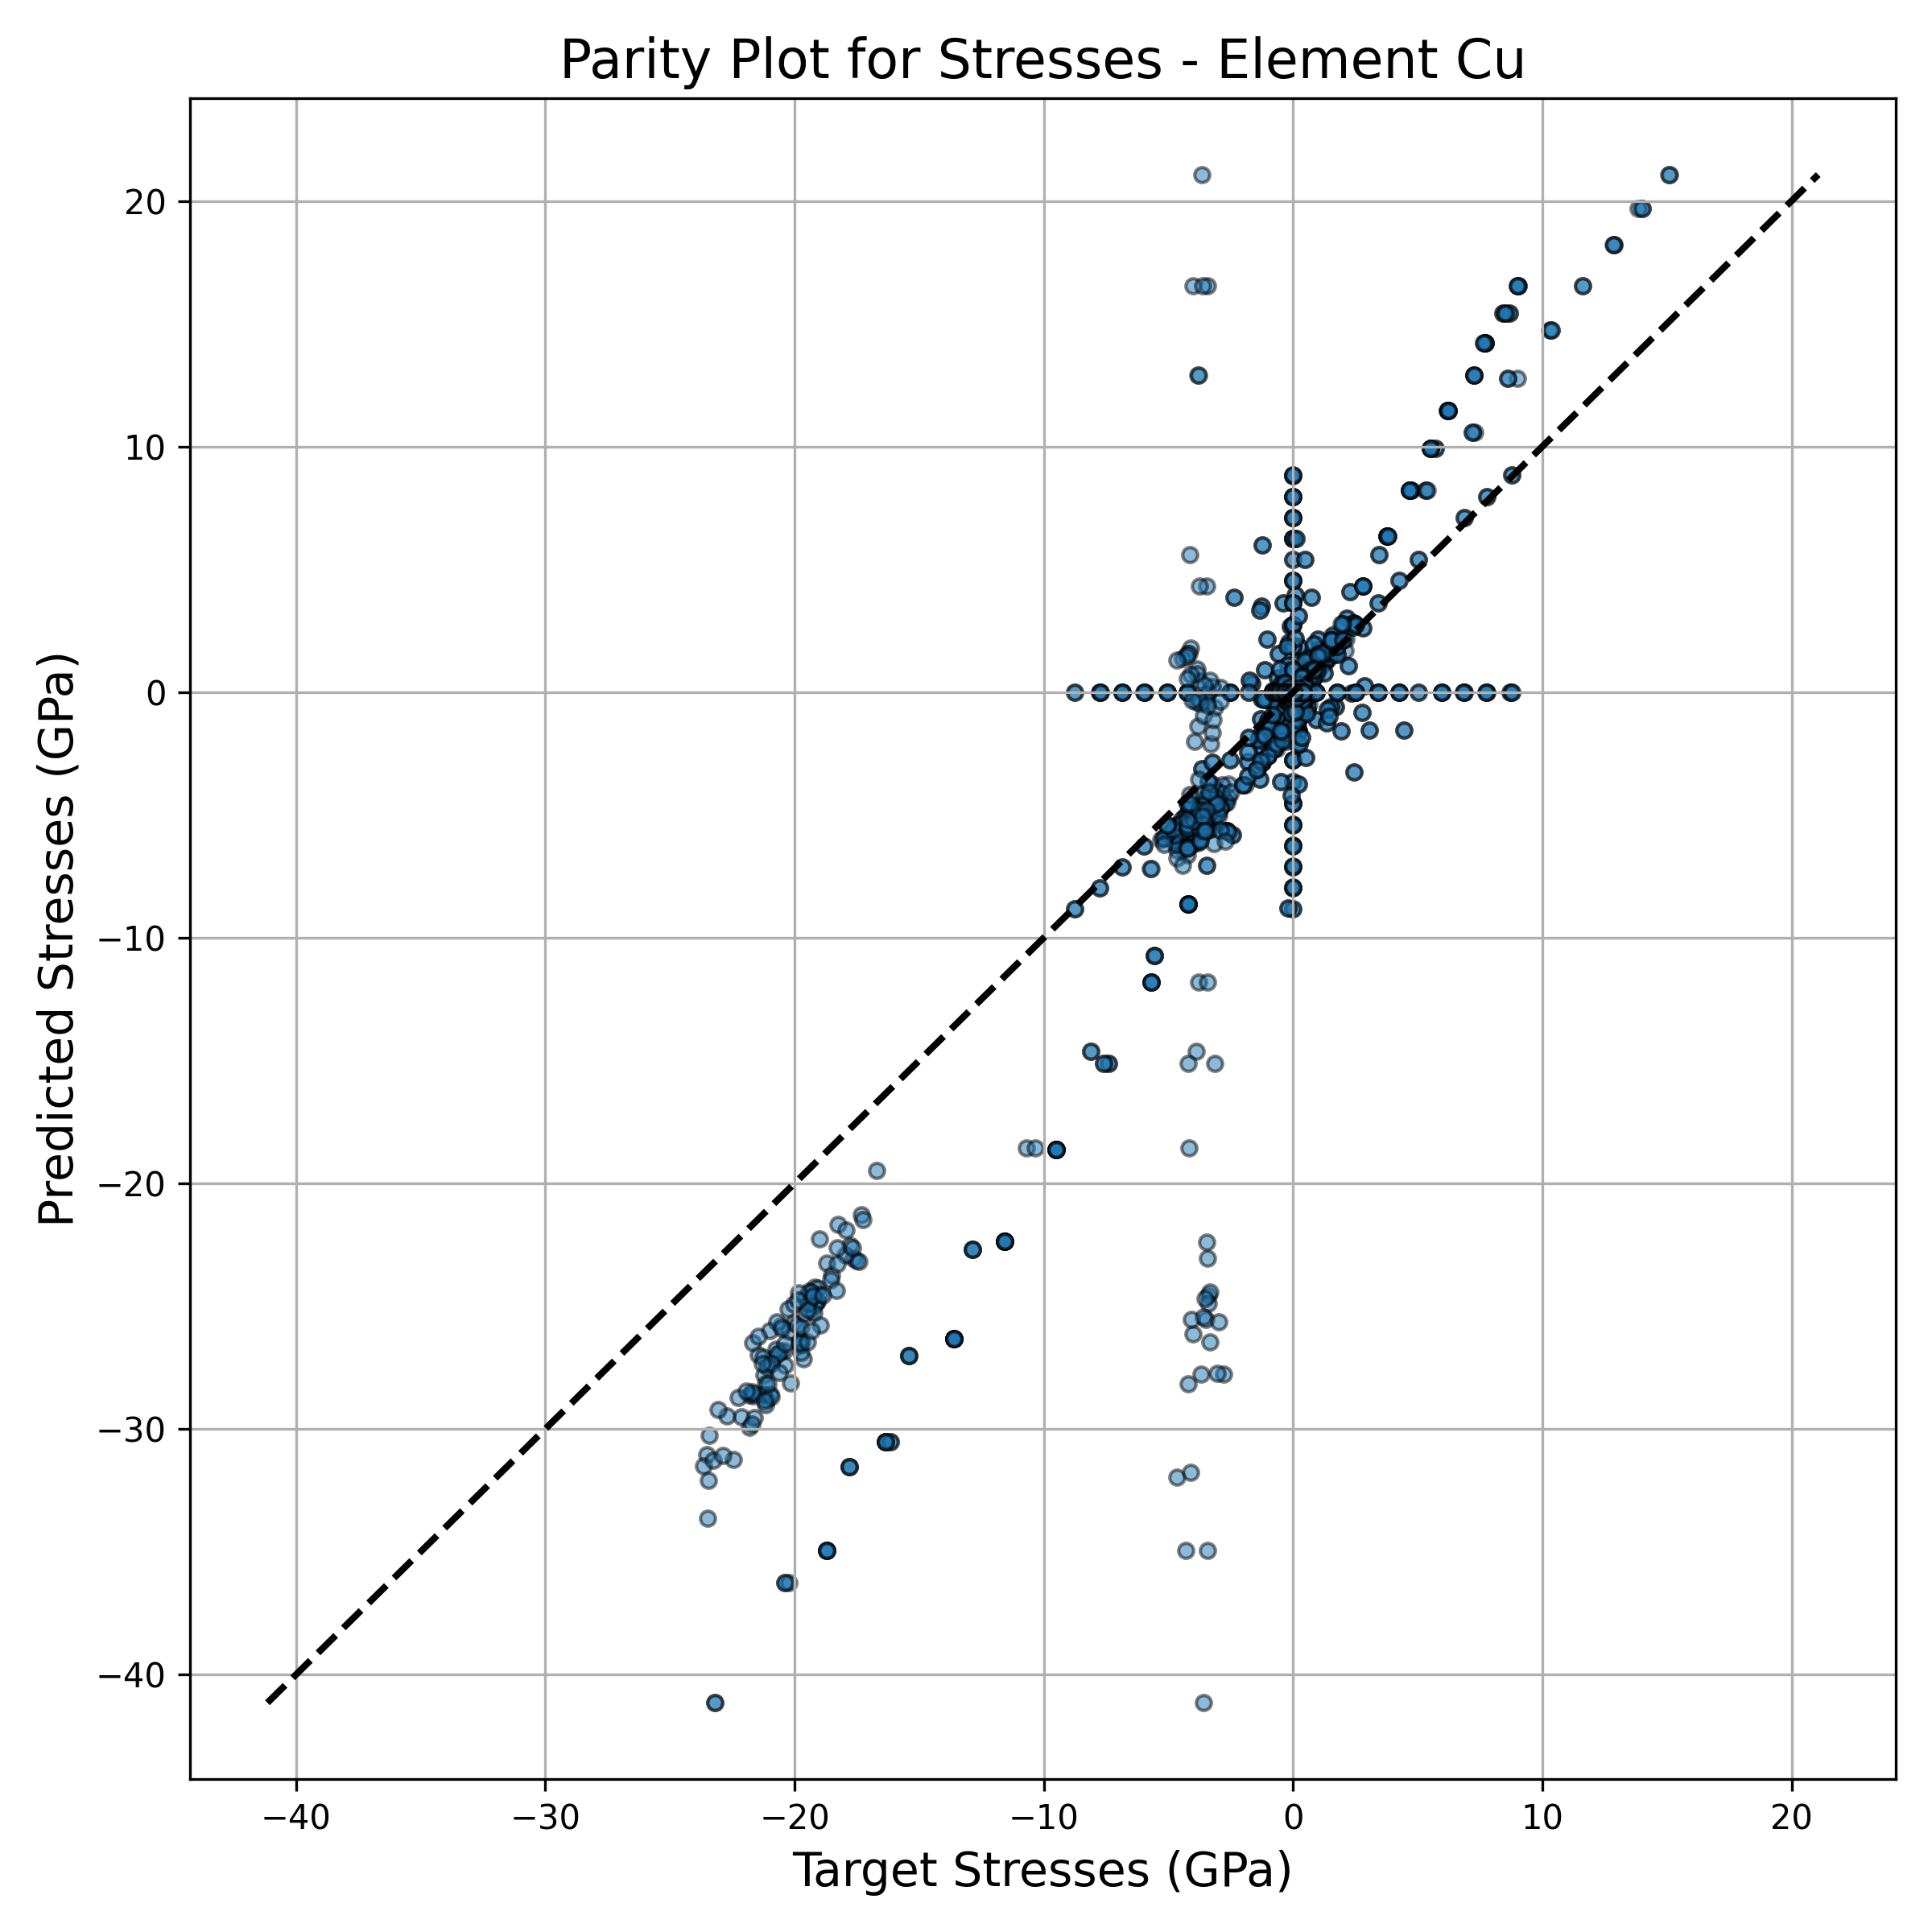 Parity Plot for Stresses - Element Cu
20
10
0
−10
−20
−30
−40
Predicted Stresses (GPa)
−40 −30 −20 −10 0 10 20
Target Stresses (GPa)